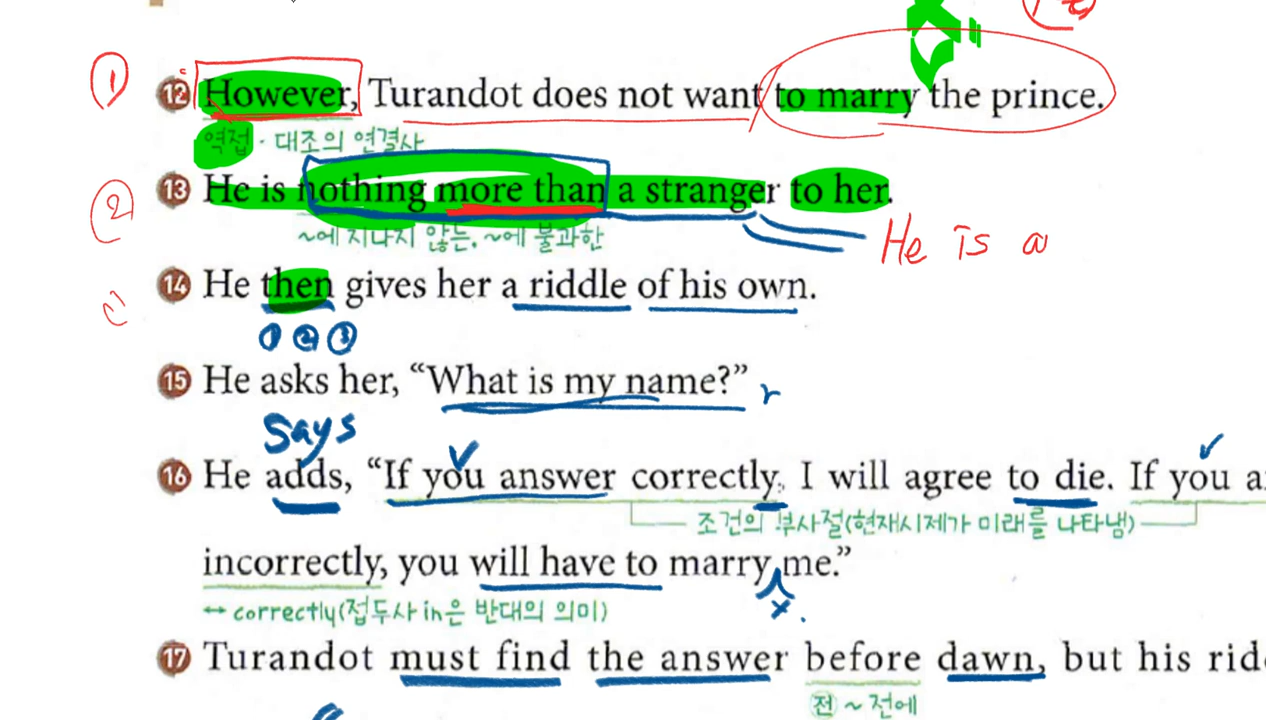 ① ⑫ However, Turandot does not want to marry the prince.
역접·대조의 연결사
② ⑬ He is nothing more than a stranger to her.
~에 지나지 않는, ~에 불과한
He is a
⑭ He then gives her a riddle of his own.
① ② ③
⑮ He asks her, “What is my name?”
says
⑯ He adds, “If you answer correctly, I will agree to die. If you a
조건의 부사절(현재시제가 미래를 나타냄)
incorrectly, you will have to marry me.”
↔ correctly(접두사 in은 반대의 의미)
x.
⑰ Turandot must find the answer before dawn, but his rid
전 ~ 전에